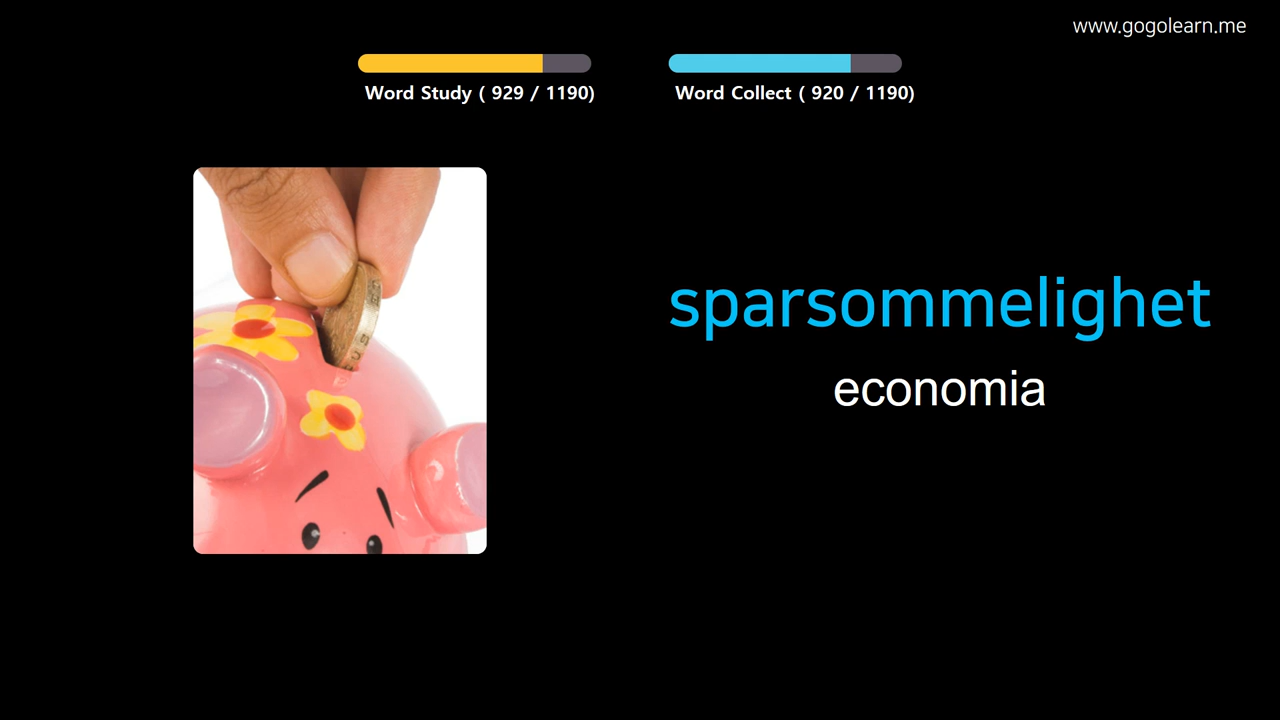 www.gogolearn.me
Word Study ( 929 / 1190)
Word Collect ( 920 / 1190)
sparsommelighet
economia